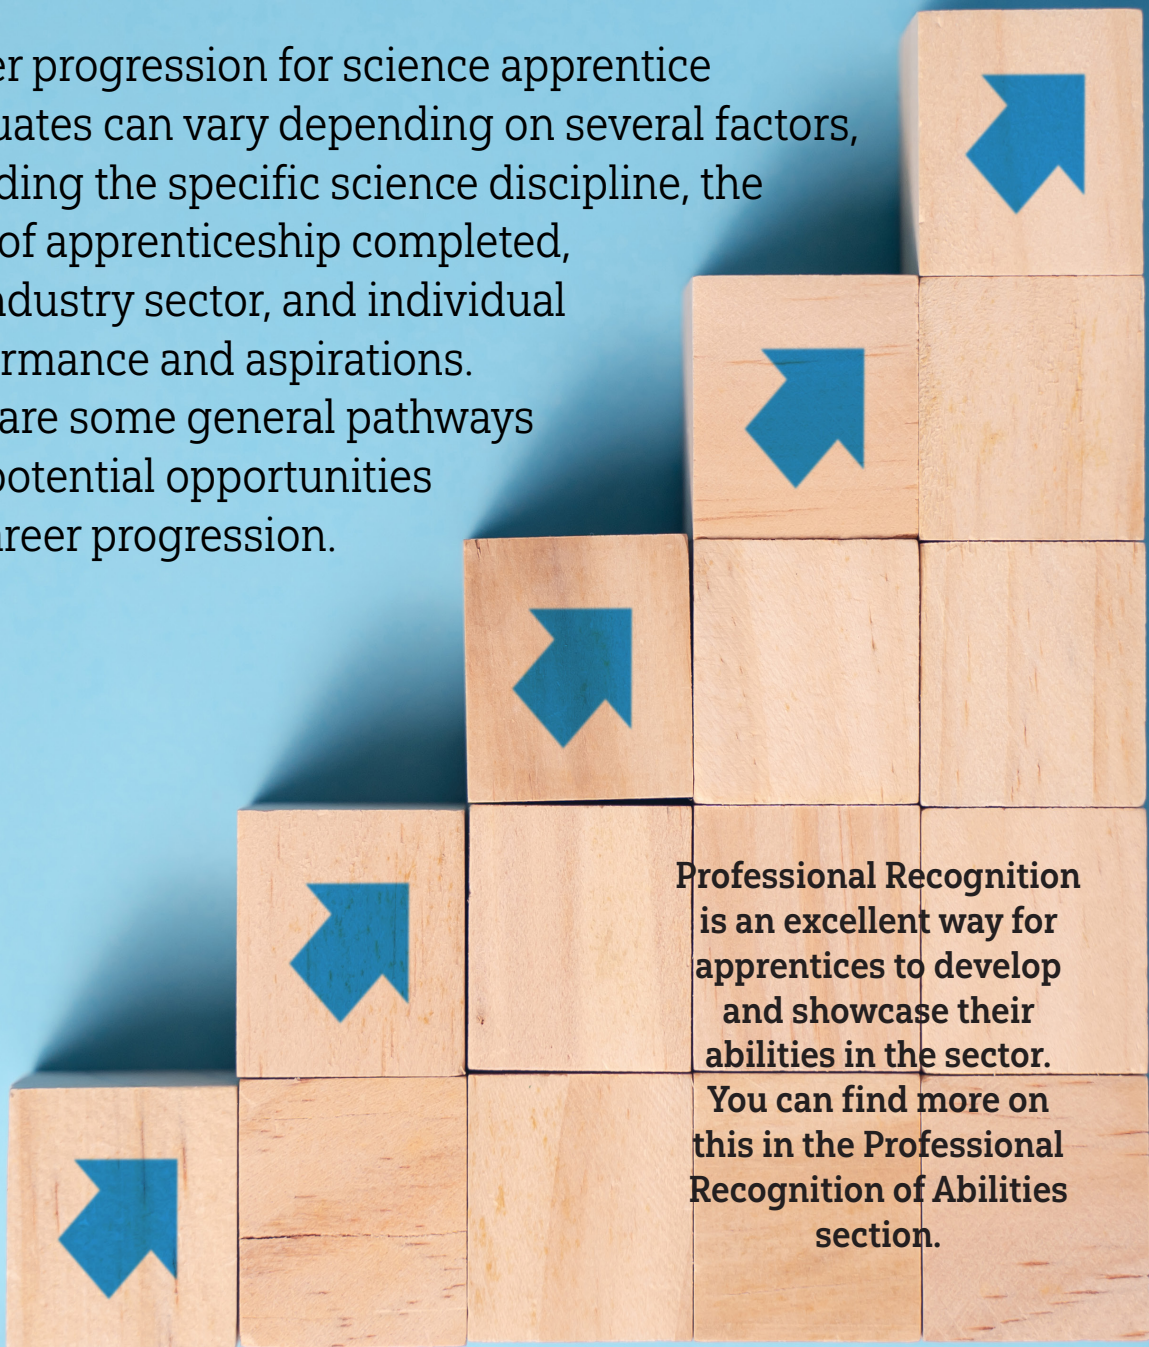 er progression for science apprentice
uates can vary depending on several factors,
ding the specific science discipline, the
of apprenticeship completed,
ndustry sector, and individual
rmance and aspirations.
are some general pathways
potential opportunities
areer progression.
Professional Recognition
is an excellent way for
apprentices to develop
and showcase their
abilities in the sector.
You can find more on
this in the Professional
Recognition of Abilities
section.